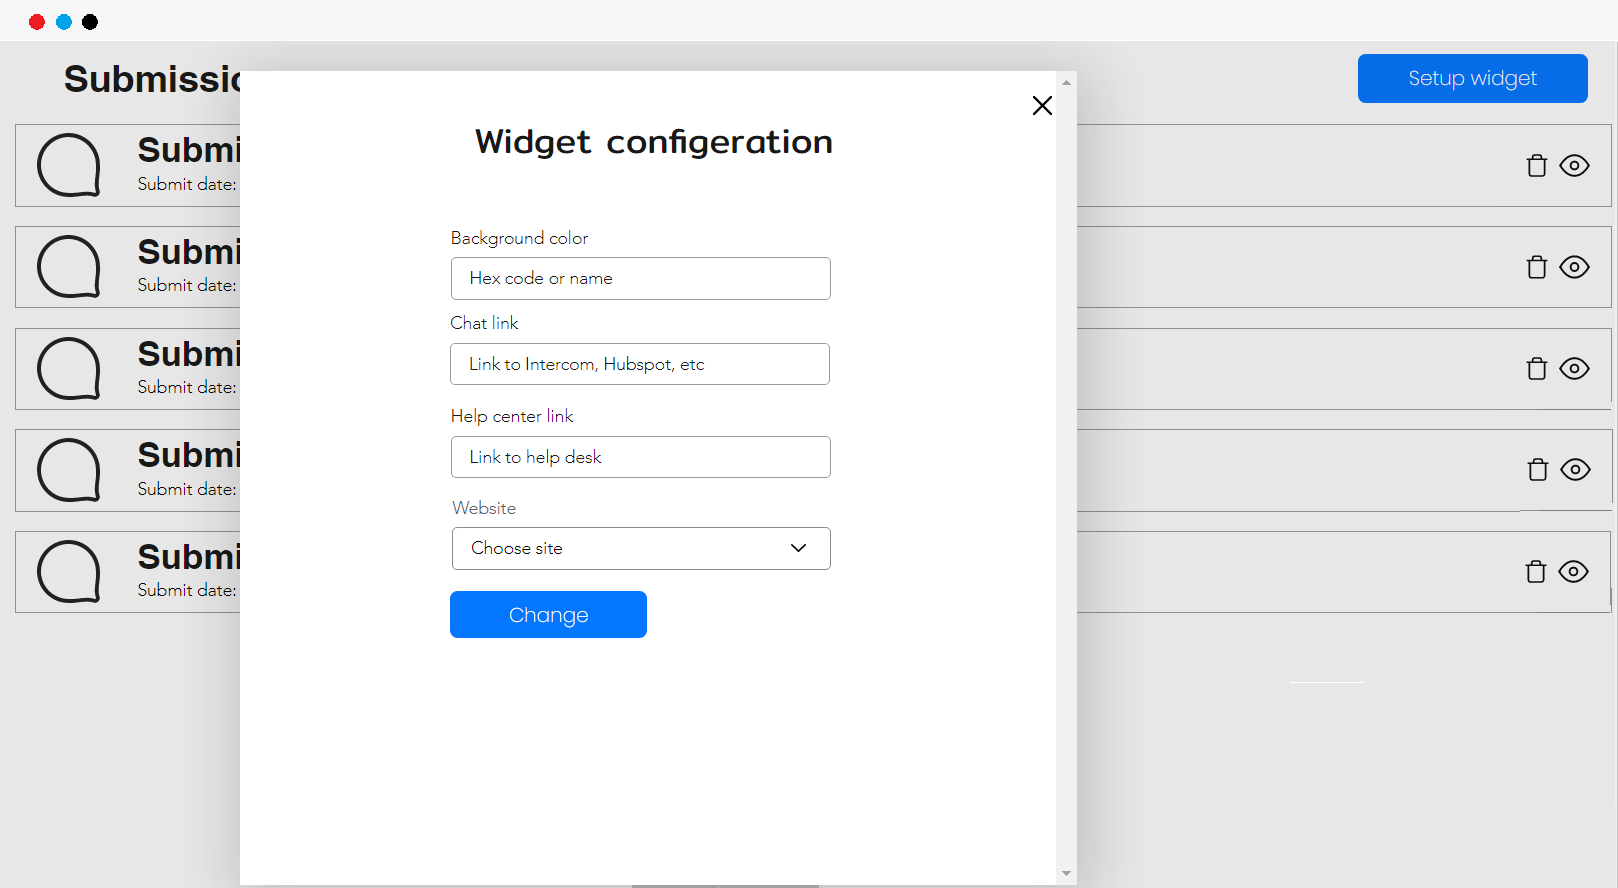 Submissio
Setup widget
Widget configeration
Submi
Submit date:
Background color
Hex code or name
Submi
Submit date:
Chat link
Link to Intercom, Hubspot, etc
Submi
Submit date:
Help center link
Link to help desk
Submi
Submit date:
Website
Choose site
Submi
Submit date:
Change